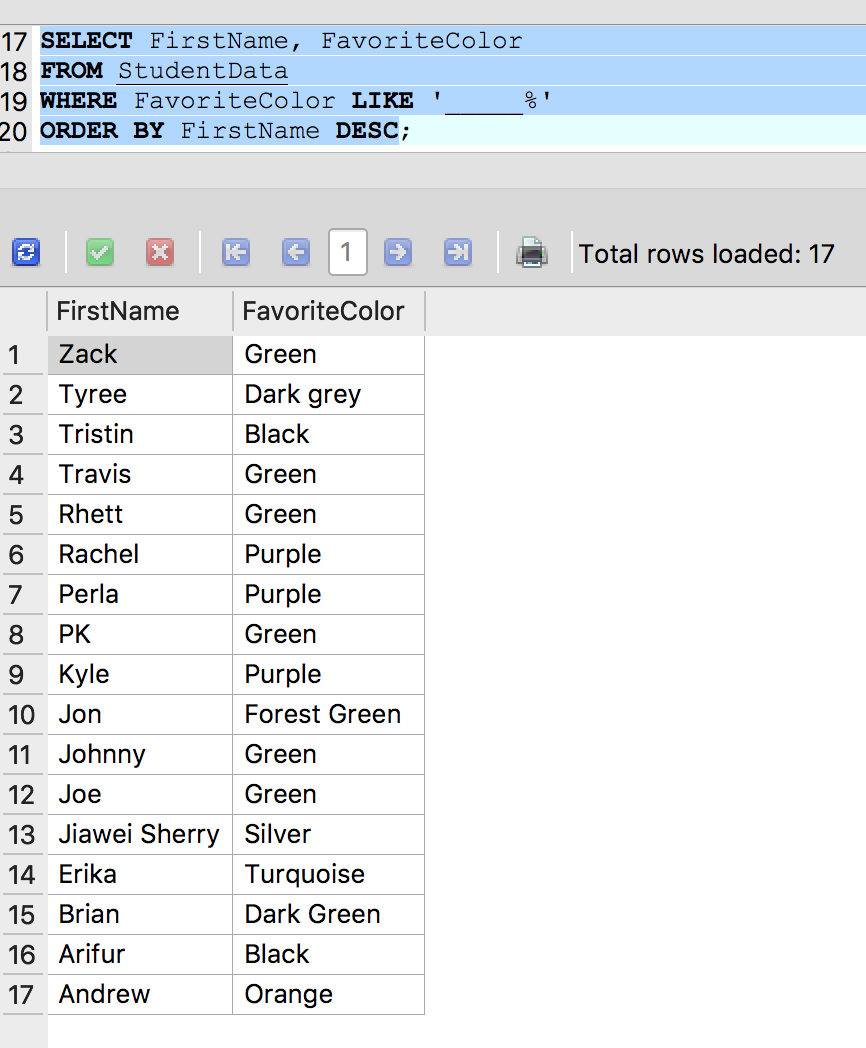 17 SELECT FirstName, FavoriteColor
18 FROM StudentData
19 WHERE FavoriteColor LIKE '_____%'
20 ORDER BY FirstName DESC;
1 Total rows loaded: 17
FirstName FavoriteColor
1 Zack Green
2 Tyree Dark grey
3 Tristin Black
4 Travis Green
5 Rhett Green
6 Rachel Purple
7 Perla Purple
8 PK Green
9 Kyle Purple
10 Jon Forest Green
11 Johnny Green
12 Joe Green
13 Jiawei Sherry Silver
14 Erika Turquoise
15 Brian Dark Green
16 Arifur Black
17 Andrew Orange